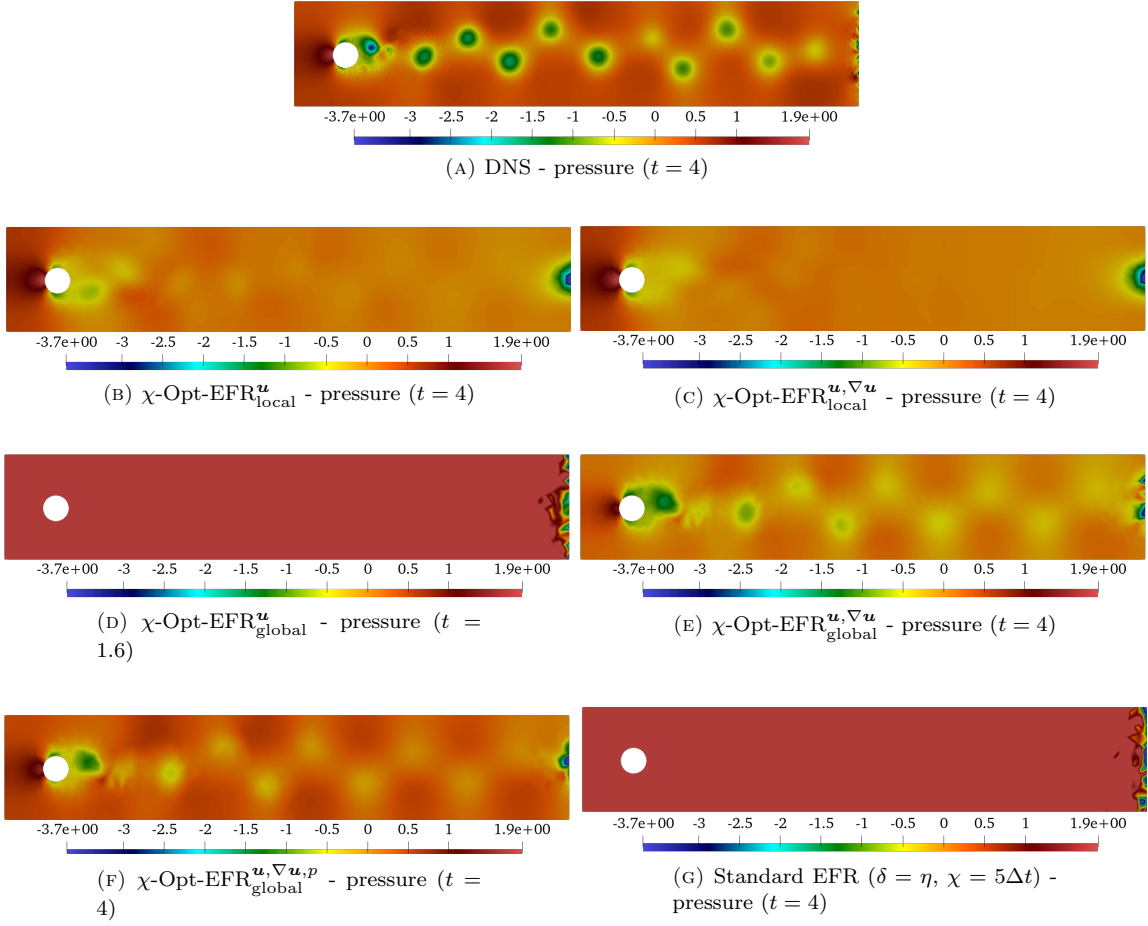 -3.7e+00 -3 -2.5 -2 -1.5 -1 -0.5 0 0.5 1 1.9e+00
(A) DNS - pressure (t = 4)
-3.7e+00 -3 -2.5 -2 -1.5 -1 -0.5 0 0.5 1 1.9e+00
(B) χ-Opt-EFR^𝒖_local - pressure (t = 4)
-3.7e+00 -3 -2.5 -2 -1.5 -1 -0.5 0 0.5 1 1.9e+00
(C) χ-Opt-EFR^{𝒖,∇𝒖}_local - pressure (t = 4)
-3.7e+00 -3 -2.5 -2 -1.5 -1 -0.5 0 0.5 1 1.9e+00
(D) χ-Opt-EFR^𝒖_global - pressure (t =
1.6)
-3.7e+00 -3 -2.5 -2 -1.5 -1 -0.5 0 0.5 1 1.9e+00
(E) χ-Opt-EFR^{𝒖,∇𝒖}_global - pressure (t = 4)
-3.7e+00 -3 -2.5 -2 -1.5 -1 -0.5 0 0.5 1 1.9e+00
(F) χ-Opt-EFR^{𝒖,∇𝒖,p}_global - pressure (t =
4)
-3.7e+00 -3 -2.5 -2 -1.5 -1 -0.5 0 0.5 1 1.9e+00
(G) Standard EFR (δ = η, χ = 5Δt) -
pressure (t = 4)